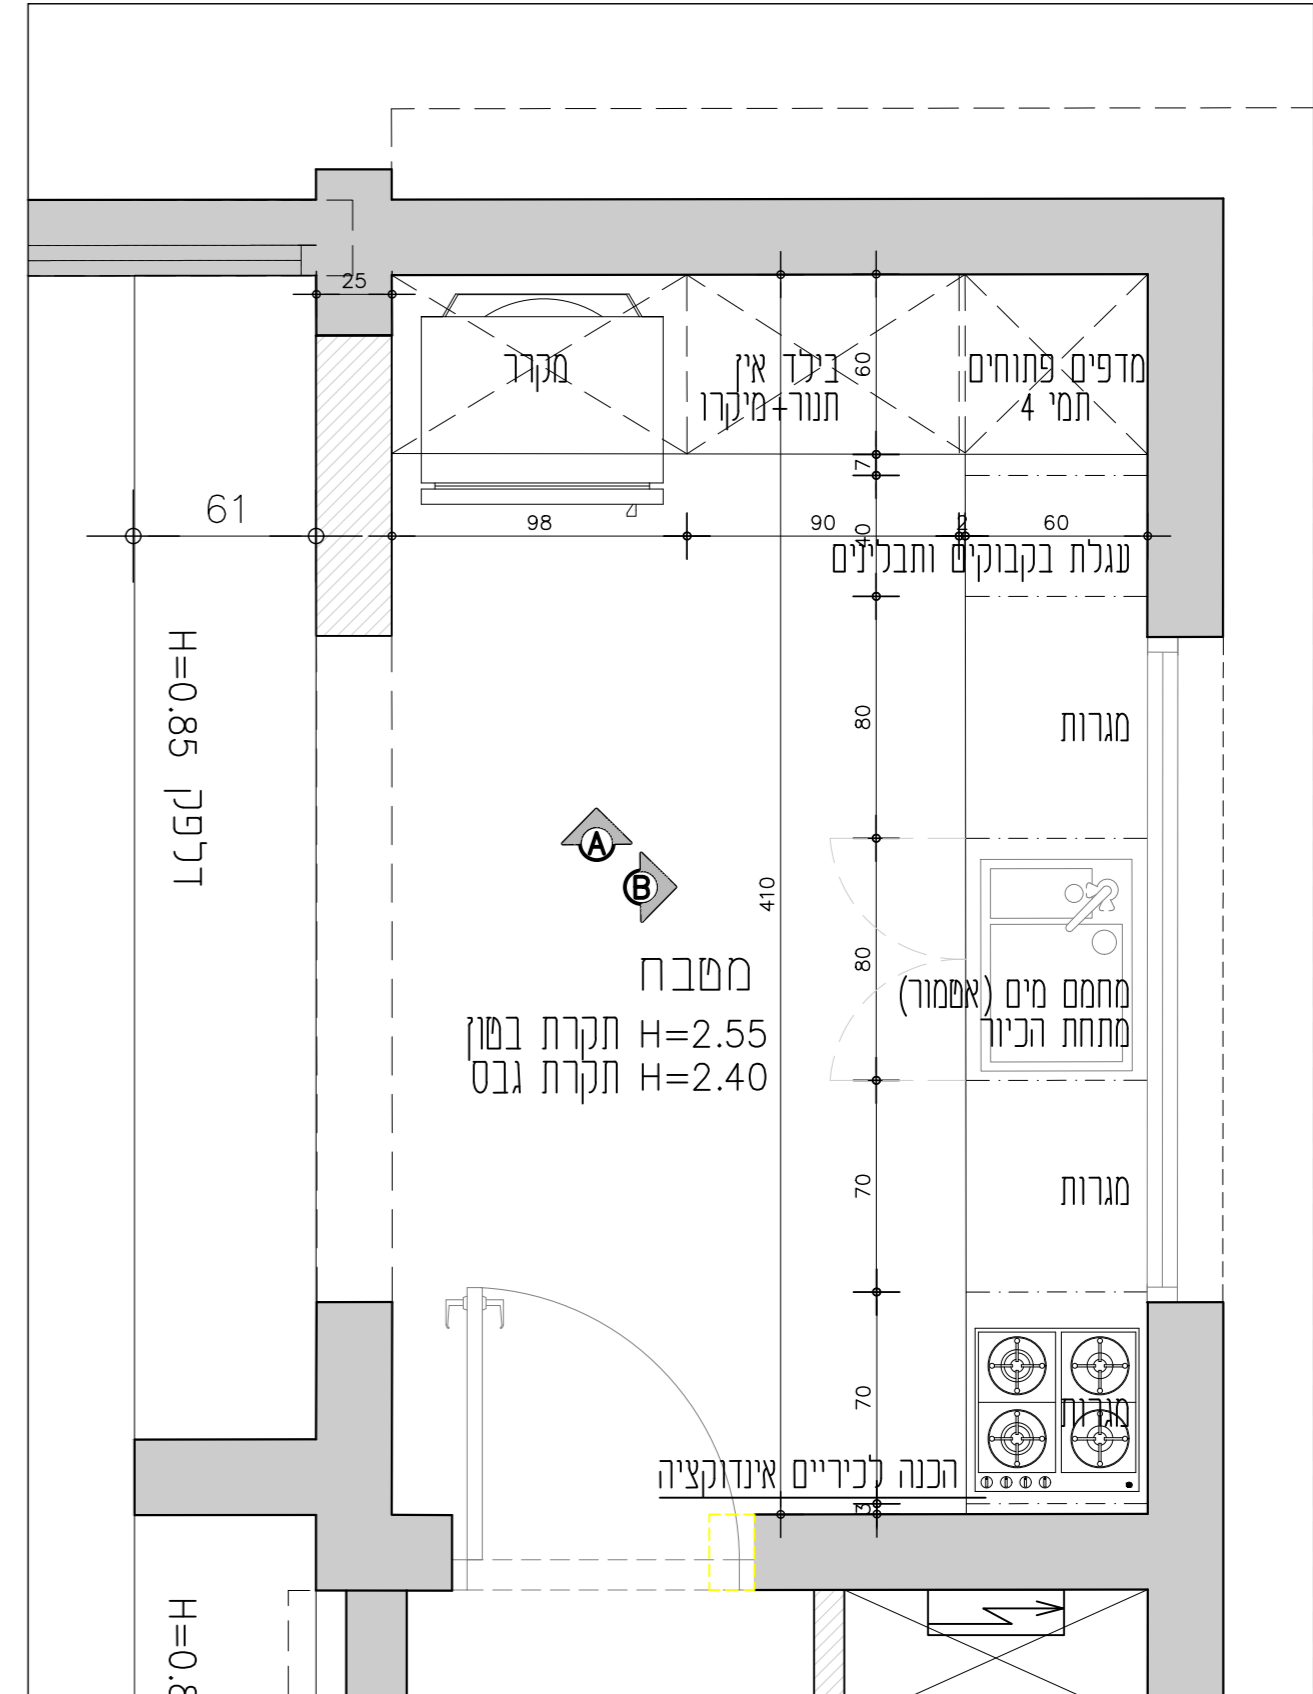 25
מקרר
בילד אין
תנור+מיקרו
60
מדפים פתוחים
תמי 4
7
61
98
90
2
60
40
עגלת בקבוקים ותבלינים
דלפק H=0.85
80
מגרות
A
B
410
80
מטבח
תקרת בטון H=2.55
תקרת גבס H=2.40
מחמם מים (אטמור)
מתחת הכיור
70
מגרות
70
מגרות
הכנה לכיריים אינדוקציה
3
H=0.8